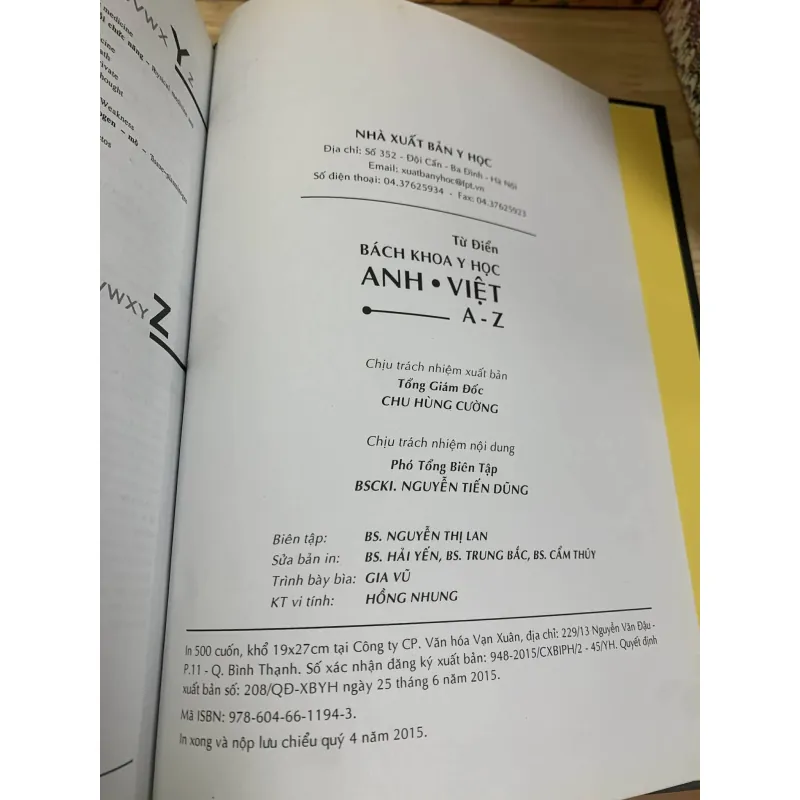 medicine
chức năng - Physical medicine
thought
Weakness
VWXYZ
NHÀ XUẤT BẢN Y HỌC
Địa chỉ: Số 352 - Đội Cấn - Ba Đình - Hà Nội
Email: xuatbanyhoc@fpt.vn
Số điện thoại: 04.37625934 - Fax: 04.37625923
Từ Điển
BÁCH KHOA Y HỌC
ANH • VIỆT
A - Z
Chịu trách nhiệm xuất bản
Tổng Giám Đốc
CHU HÙNG CƯỜNG
Chịu trách nhiệm nội dung
Phó Tổng Biên Tập
BSCKI. NGUYỄN TIẾN DŨNG
Biên tập: BS. NGUYỄN THỊ LAN
Sửa bản in: BS. HẢI YẾN, BS. TRUNG BẮC, BS. CẨM THÚY
Trình bày bìa: GIA VŨ
KT vi tính: HỒNG NHUNG
In 500 cuốn, khổ 19x27cm tại Công ty CP. Văn hóa Vạn Xuân, địa chỉ: 229/13 Nguyễn Văn Đậu -
P.11 - Q. Bình Thạnh. Số xác nhận đăng ký xuất bản: 948-2015/CXBIPH/2 - 45/YH. Quyết định
xuất bản số: 208/QĐ-XBYH ngày 25 tháng 6 năm 2015.
Mã ISBN: 978-604-66-1194-3.
In xong và nộp lưu chiểu quý 4 năm 2015.